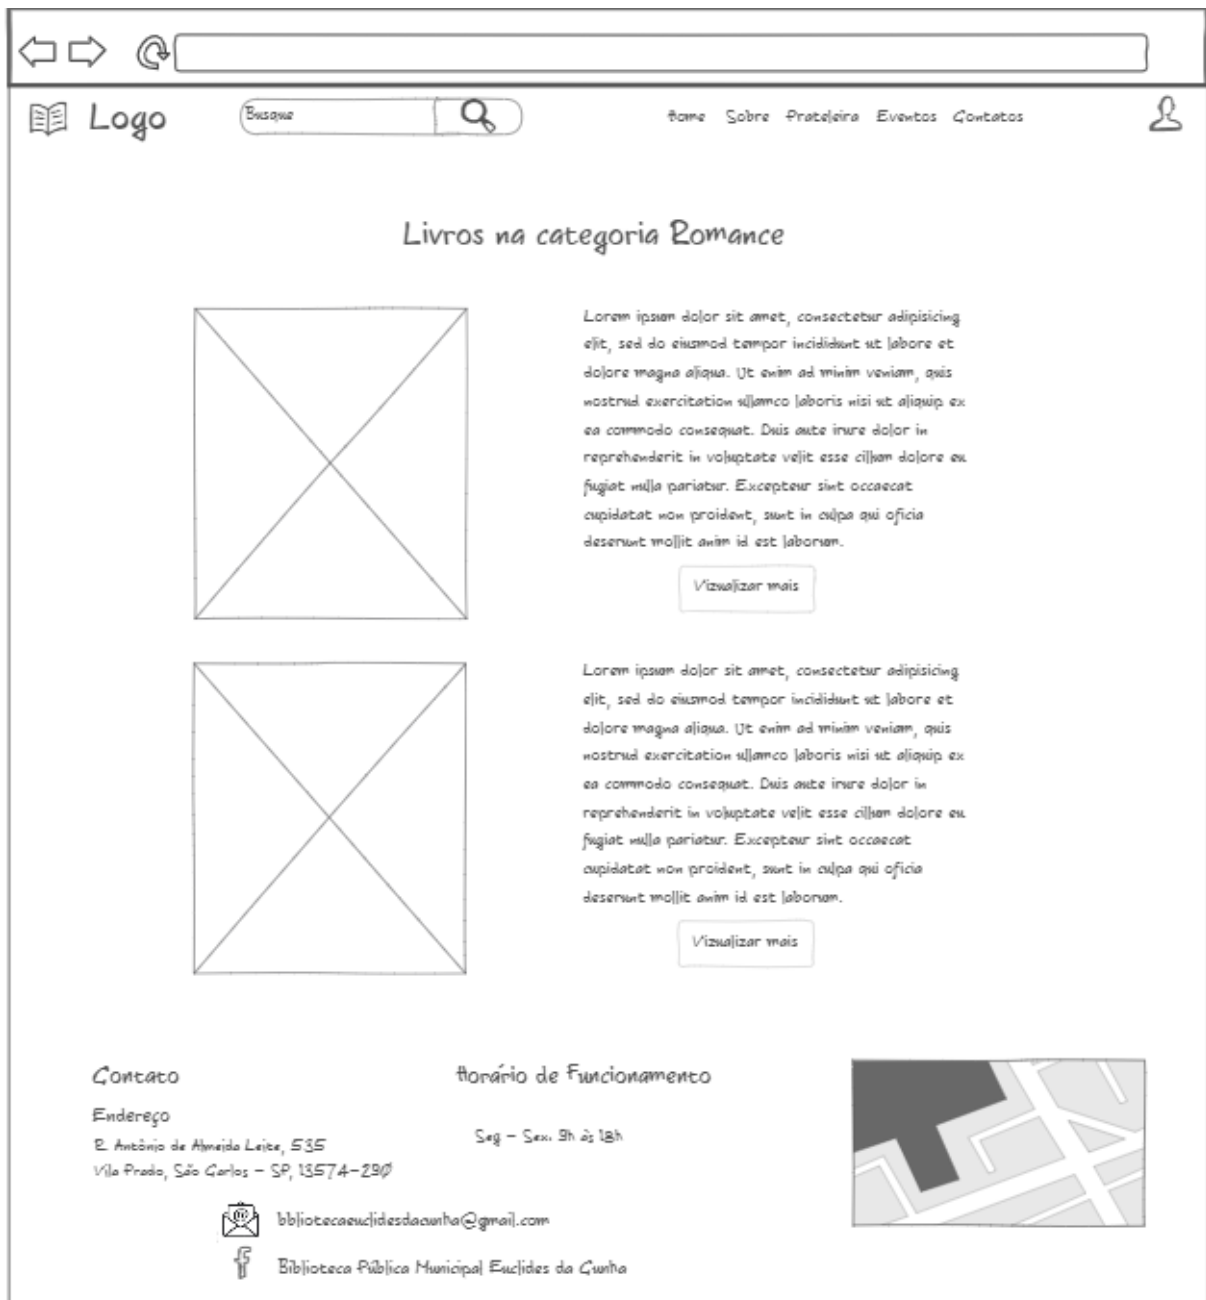 Logo
Busque
Home Sobre Prateleira Eventos Contatos
Livros na categoria Romance
Lorem ipsum dolor sit amet, consectetur adipisicing
elit, sed do eiusmod tempor incididunt ut labore et
dolore magna aliqua. Ut enim ad minim veniam, quis
nostrud exercitation ullamco laboris nisi ut aliquip ex
ea commodo consequat. Duis aute irure dolor in
reprehenderit in voluptate velit esse cillum dolore eu
fugiat nulla pariatur. Excepteur sint occaecat
cupidatat non proident, sunt in culpa qui oficia
deserunt mollit anim id est laborum.
Vizualizar mais
Lorem ipsum dolor sit amet, consectetur adipisicing
elit, sed do eiusmod tempor incididunt ut labore et
dolore magna aliqua. Ut enim ad minim veniam, quis
nostrud exercitation ullamco laboris nisi ut aliquip ex
ea commodo consequat. Duis aute irure dolor in
reprehenderit in voluptate velit esse cillum dolore eu
fugiat nulla pariatur. Excepteur sint occaecat
cupidatat non proident, sunt in culpa qui oficia
deserunt mollit anim id est laborum.
Vizualizar mais
Contato
Endereço
R. Antônio de Almeida Leite, 535
Vila Prado, São Carlos - SP, 13574-290
Horário de Funcionamento
Seg - Sex. 9h às 18h
@
bbliotecaeuclidesdacunha@gmail.com
f
Biblioteca Pública Municipal Euclides da Cunha